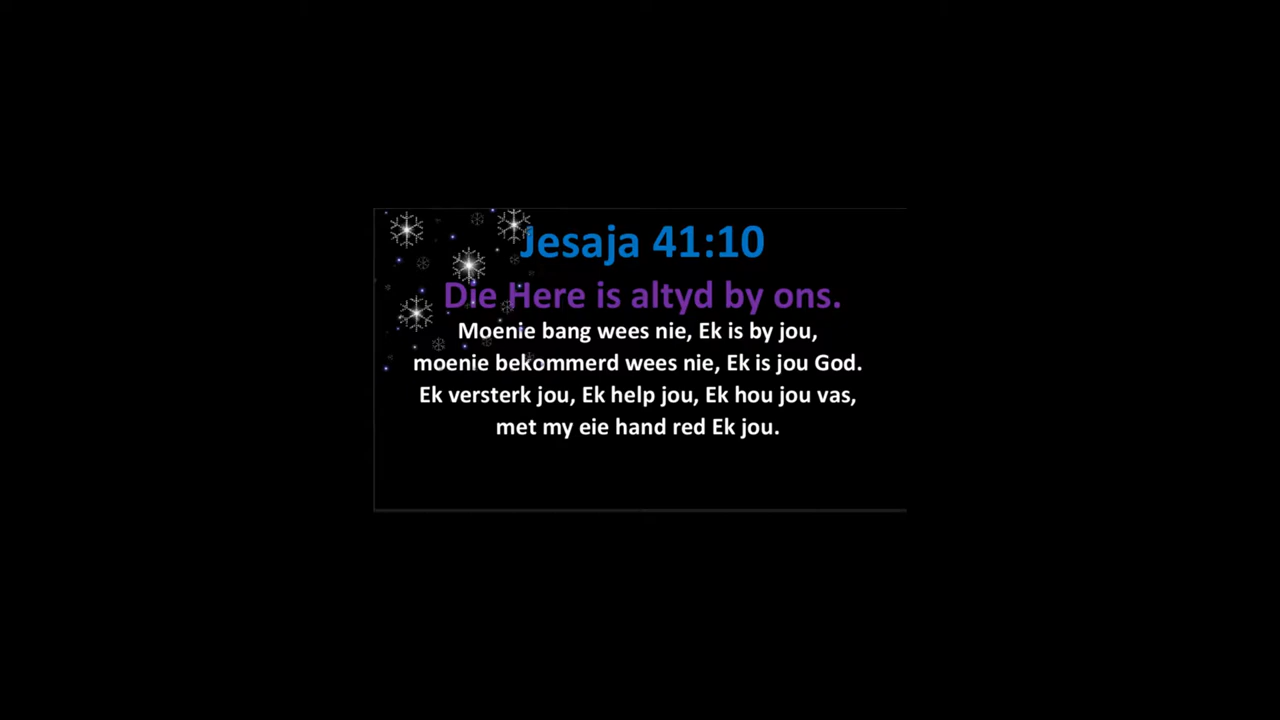 Jesaja 41:10
Die Here is altyd by ons.
Moenie bang wees nie, Ek is by jou,
moenie bekommerd wees nie, Ek is jou God.
Ek versterk jou, Ek help jou, Ek hou jou vas,
met my eie hand red Ek jou.